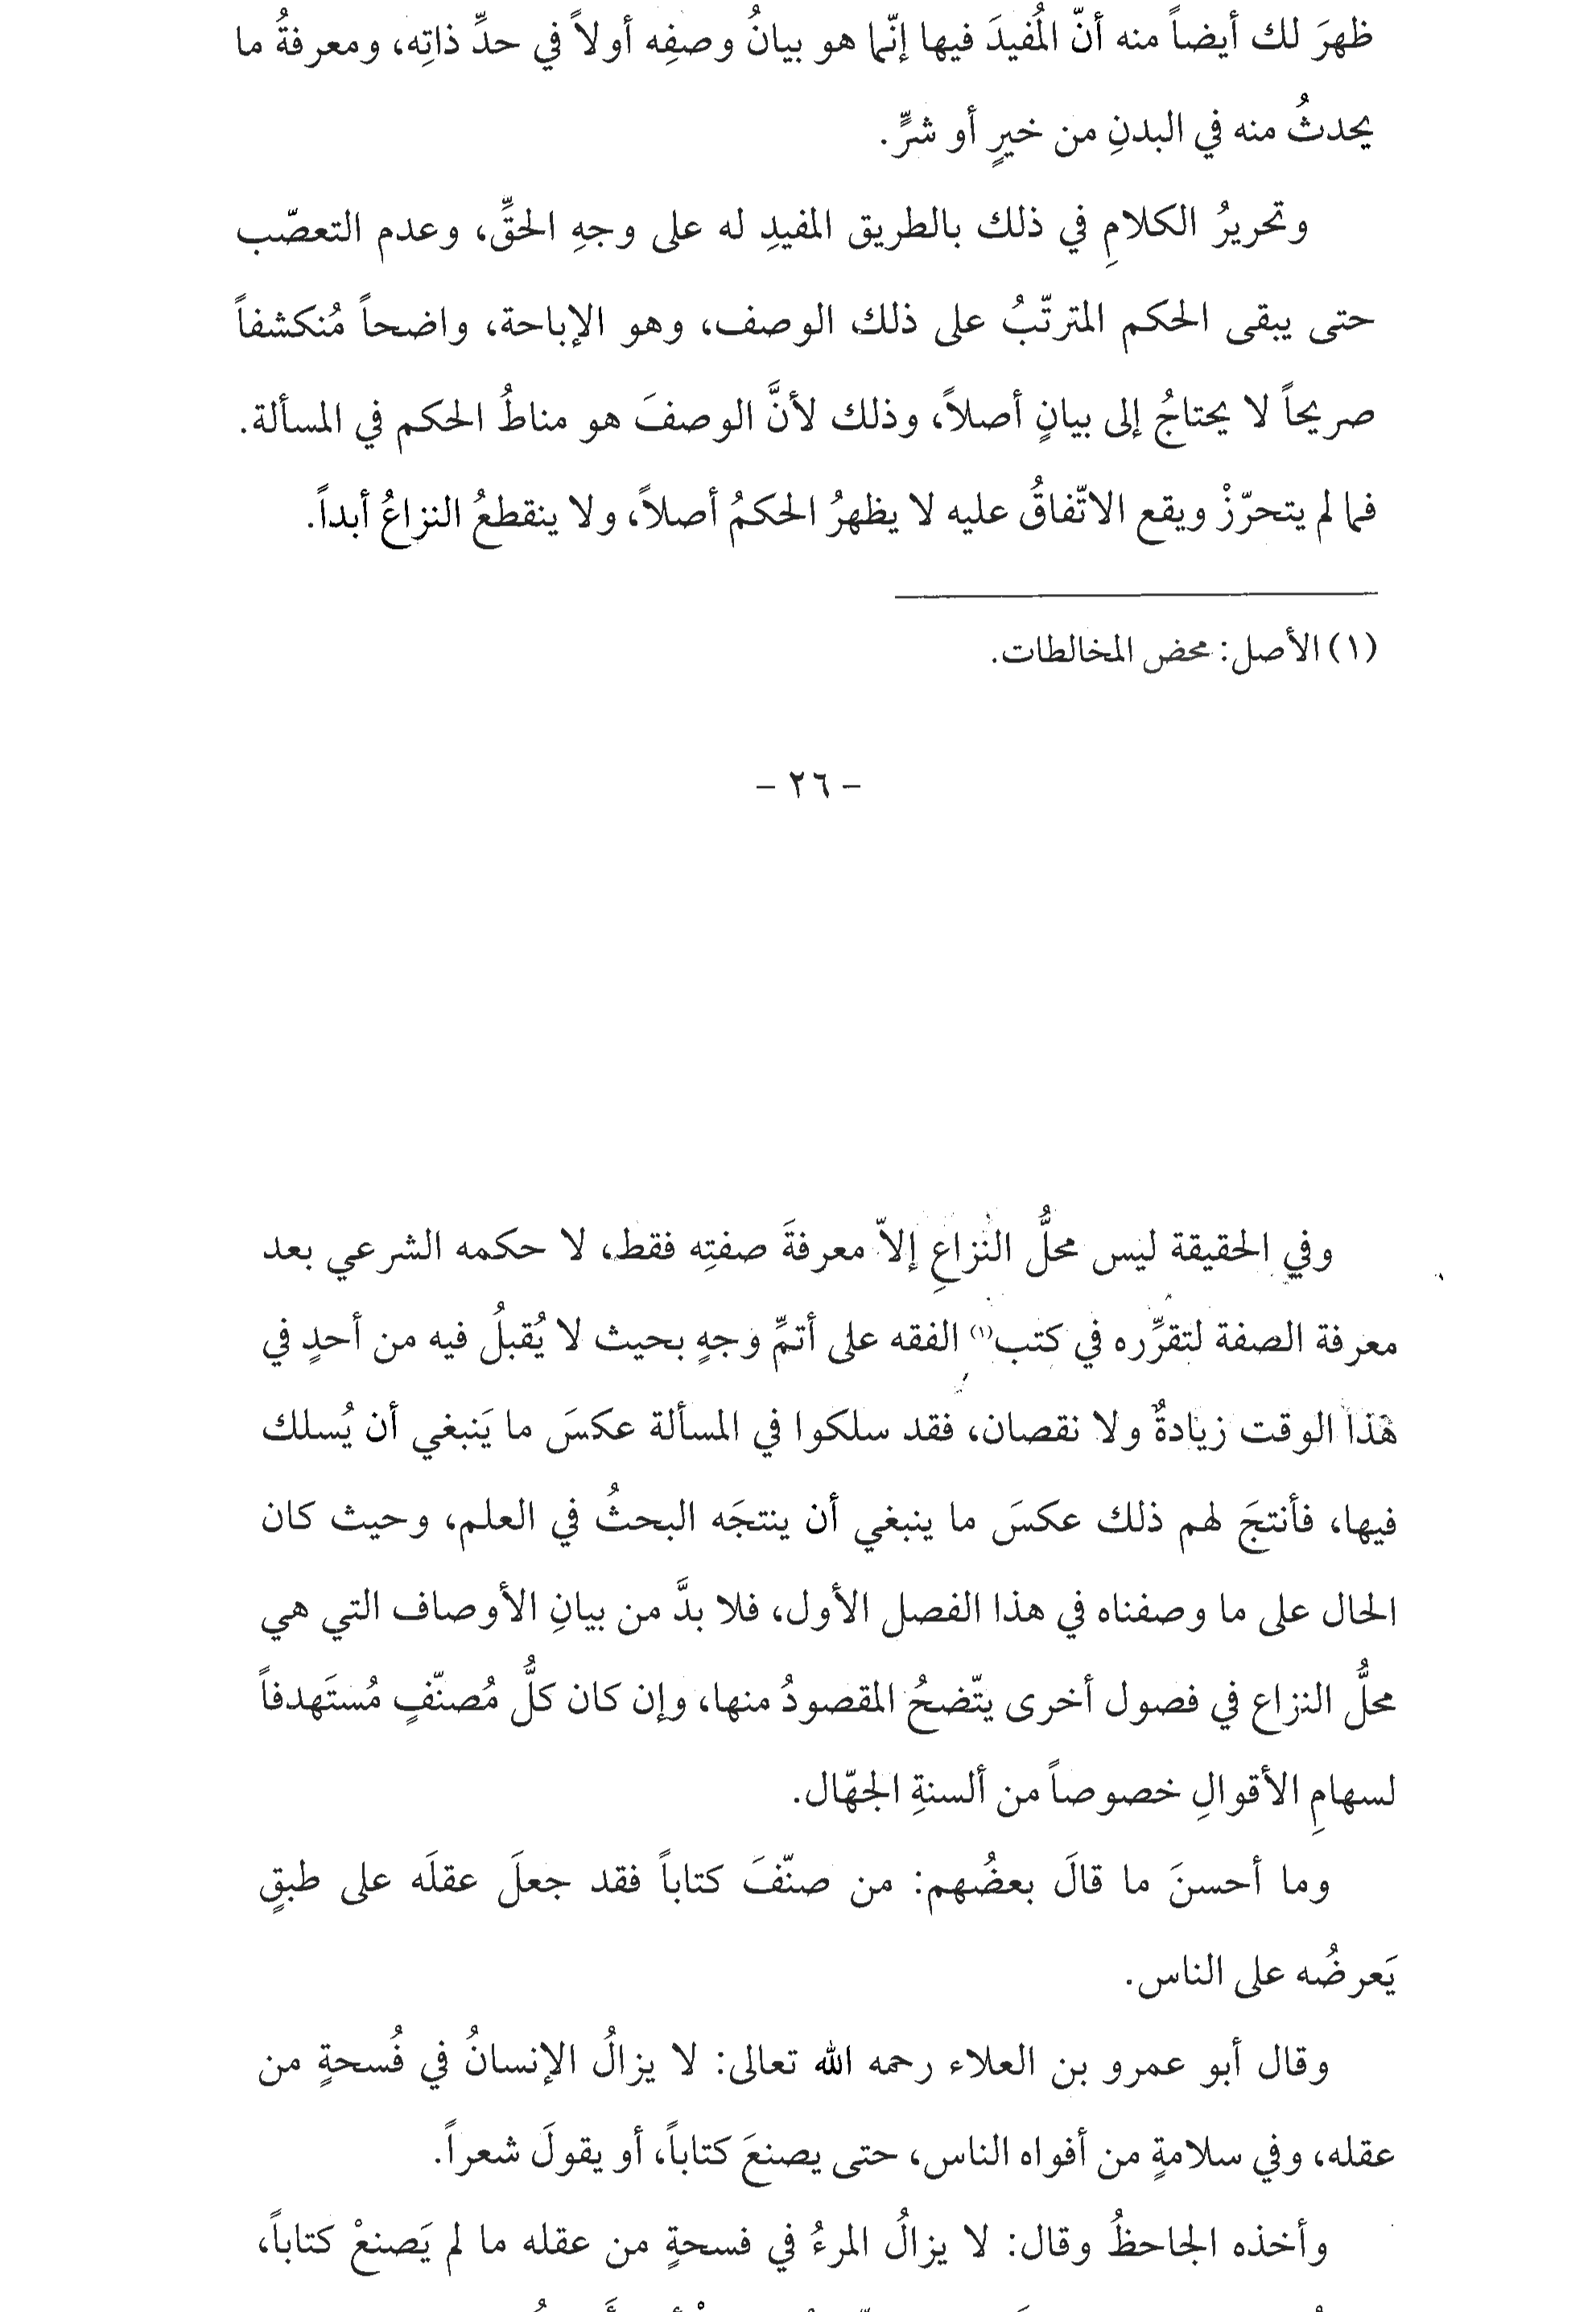 ظهرَ لك أيضاً منه أنّ المُفيدَ فيها إنّما هو بيانُ وصفِه أولاً في حدِّ ذاتِه، ومعرفةُ ما
يحدثُ منه في البدنِ من خيرٍ أو شرٍّ.
وتحريرُ الكلامِ في ذلك بالطريق المفيدِ له على وجهِ الحقِّ، وعدم التعصّب
حتى يبقى الحكم المترتّبُ على ذلك الوصف، وهو الإباحة، واضحاً مُنكشفاً
صريحاً لا يحتاجُ إلى بيانٍ أصلاً، وذلك لأنَّ الوصفَ هو مناطُ الحكم في المسألة.
فما لم يتحرّزْ ويقع الاتّفاقُ عليه لا يظهرُ الحكمُ أصلاً، ولا ينقطعُ النزاعُ أبداً.
(١) الأصل: محض المخالطات.
- ٢٦ -
وفي الحقيقة ليس محلُّ النزاعِ إلاّ معرفةَ صفتِه فقط، لا حكمه الشرعي بعد
معرفة الصفة لتقرِّره في كتب(١) الفقه على أتمِّ وجهٍ بحيث لا يُقبلُ فيه من أحدٍ في
هَذا الوقت زيادةٌ ولا نقصان، فقد سلكوا في المسألة عكسَ ما يَنبغي أن يُسلك
فيها، فأنتجَ لهم ذلك عكسَ ما ينبغي أن ينتجَه البحثُ في العلم، وحيث كان
الحال على ما وصفناه في هذا الفصل الأول، فلا بدَّ من بيانِ الأوصاف التي هي
محلُّ النزاع في فصول أخرى يتّضحُ المقصودُ منها، وإن كان كلُّ مُصنّفٍ مُستَهدفاً
لسهامِ الأقوالِ خصوصاً من ألسنةِ الجهّال.
وما أحسنَ ما قالَ بعضُهم: من صنّفَ كتاباً فقد جعلَ عقلَه على طبقٍ
يَعرضُه على الناس.
وقال أبو عمرو بن العلاء رحمه الله تعالى: لا يزالُ الإنسانُ في فُسحةٍ من
عقله، وفي سلامةٍ من أفواه الناس، حتى يصنعَ كتاباً، أو يقولَ شعراً.
وأخذه الجاحظُ وقال: لا يزالُ المرءُ في فسحةٍ من عقله ما لم يَصنعْ كتاباً،